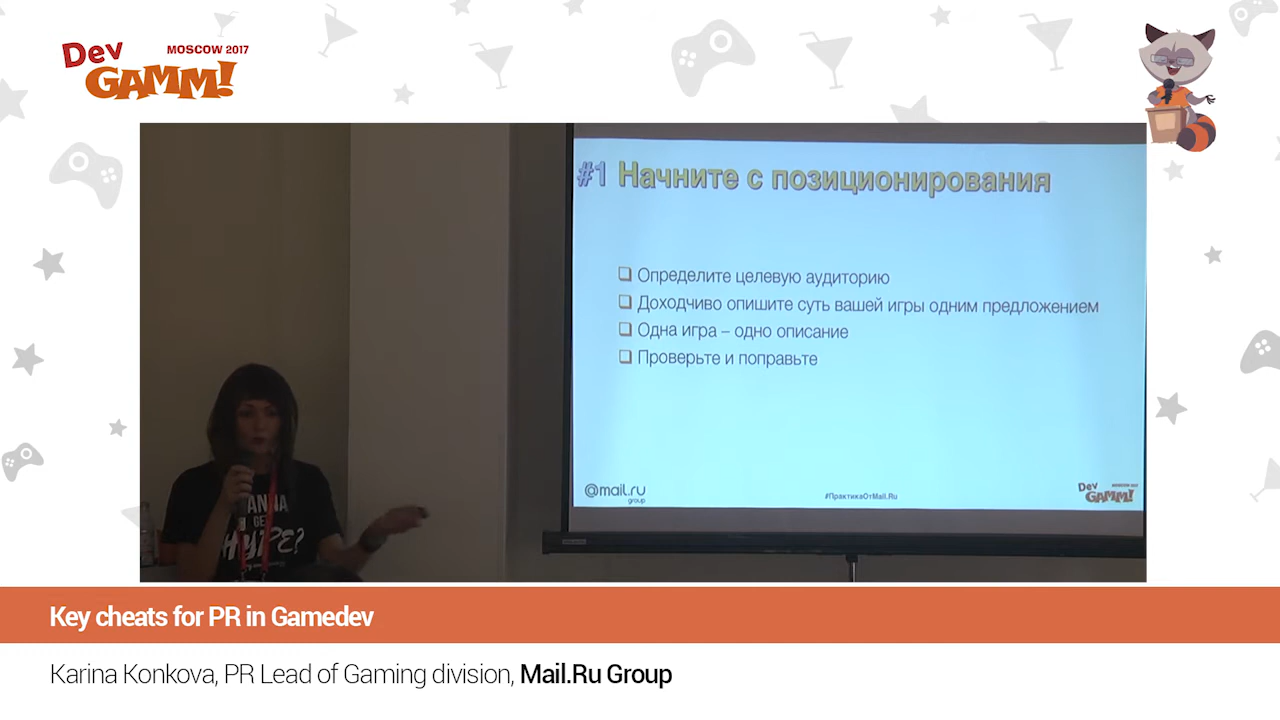 Dev
GAMM!
MOSCOW 2017
#1 Начните с позиционирования
❑ Определите целевую аудиторию
❑ Доходчиво опишите суть вашей игры одним предложением
❑ Одна игра – одно описание
❑ Проверьте и поправьте
@mail.ru
group
#ПрактикаОтMail.Ru
Dev
GAMM!
HYPE?
Key cheats for PR in Gamedev
Karina Konkova, PR Lead of Gaming division, Mail.Ru Group